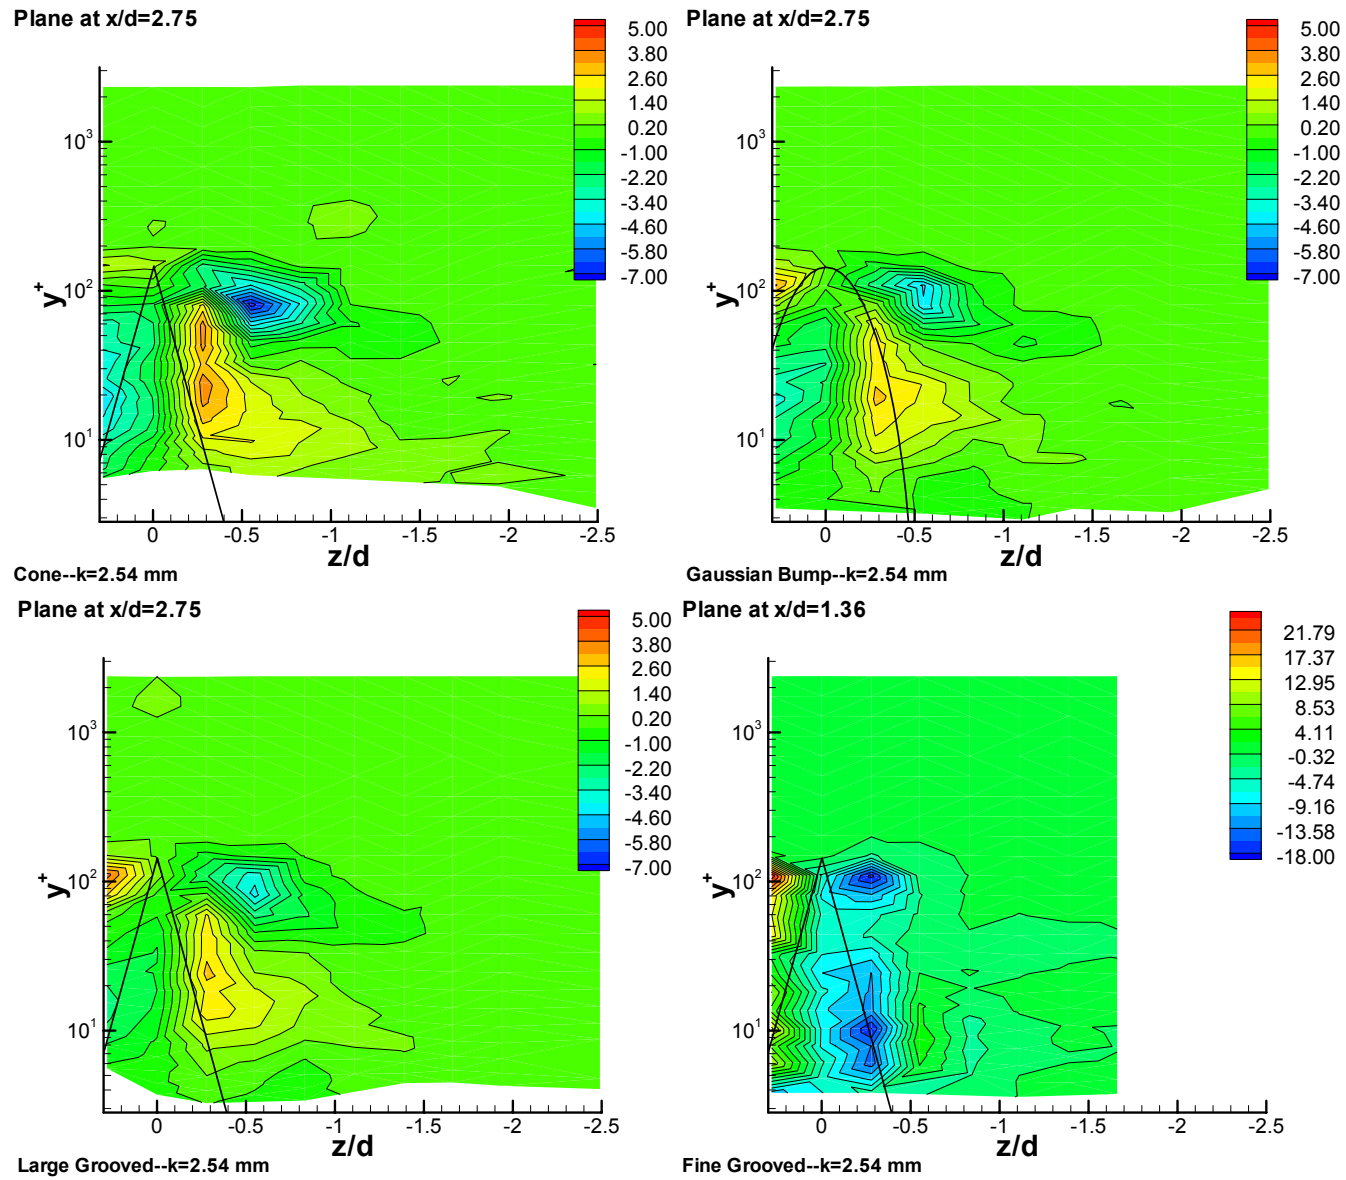 Plane at x/d=2.75
5.00
3.80
2.60
1.40
0.20
-1.00
-2.20
-3.40
-4.60
-5.80
-7.00
10³
10²
10¹
y⁺
0 -0.5 -1 -1.5 -2 -2.5
z/d
Cone--k=2.54 mm
Plane at x/d=2.75
5.00
3.80
2.60
1.40
0.20
-1.00
-2.20
-3.40
-4.60
-5.80
-7.00
10³
10²
10¹
y⁺
0 -0.5 -1 -1.5 -2 -2.5
z/d
Gaussian Bump--k=2.54 mm
Plane at x/d=2.75
5.00
3.80
2.60
1.40
0.20
-1.00
-2.20
-3.40
-4.60
-5.80
-7.00
10³
10²
10¹
y⁺
0 -0.5 -1 -1.5 -2 -2.5
z/d
Large Grooved--k=2.54 mm
Plane at x/d=1.36
21.79
17.37
12.95
8.53
4.11
-0.32
-4.74
-9.16
-13.58
-18.00
10³
10²
10¹
y⁺
0 -0.5 -1 -1.5 -2 -2.5
z/d
Fine Grooved--k=2.54 mm